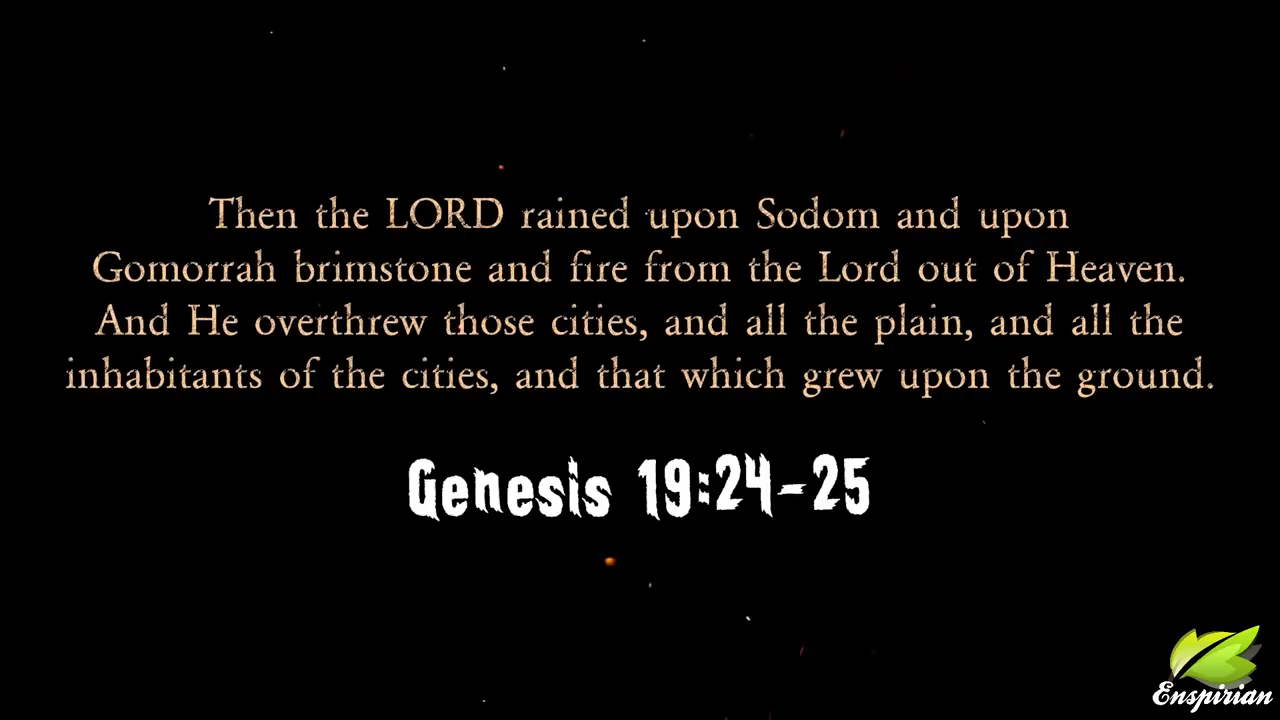 Then the LORD rained upon Sodom and upon
Gomorrah brimstone and fire from the Lord out of Heaven.
And He overthrew those cities, and all the plain, and all the
inhabitants of the cities, and that which grew upon the ground.
Genesis 19:24-25
Enspirian